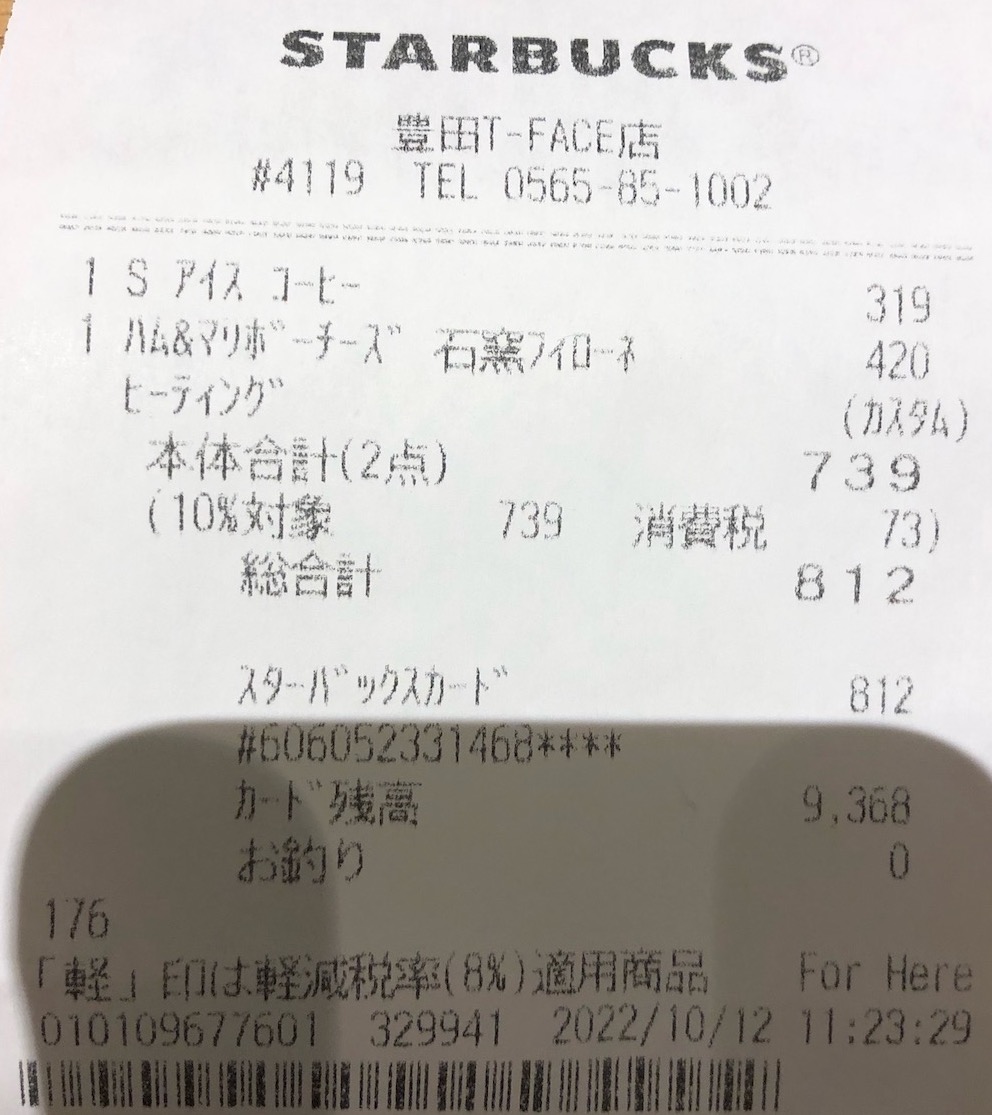 STARBUCKS®
豊田T-FACE店
#4119 TEL 0565-85-1002
1 S アイス コーヒー 319
1 ハム&マリボーチーズ 石窯フィローネ 420
ヒーティング (カスタム)
本体合計(2点) 739
(10%対象 739 消費税 73)
総合計 812
スターバックスカード 812
#606052331468****
カード残高 9,368
お釣り 0
176
「軽」印は軽減税率(8%)適用商品 For Here
010109677601 329941 2022/10/12 11:23:29